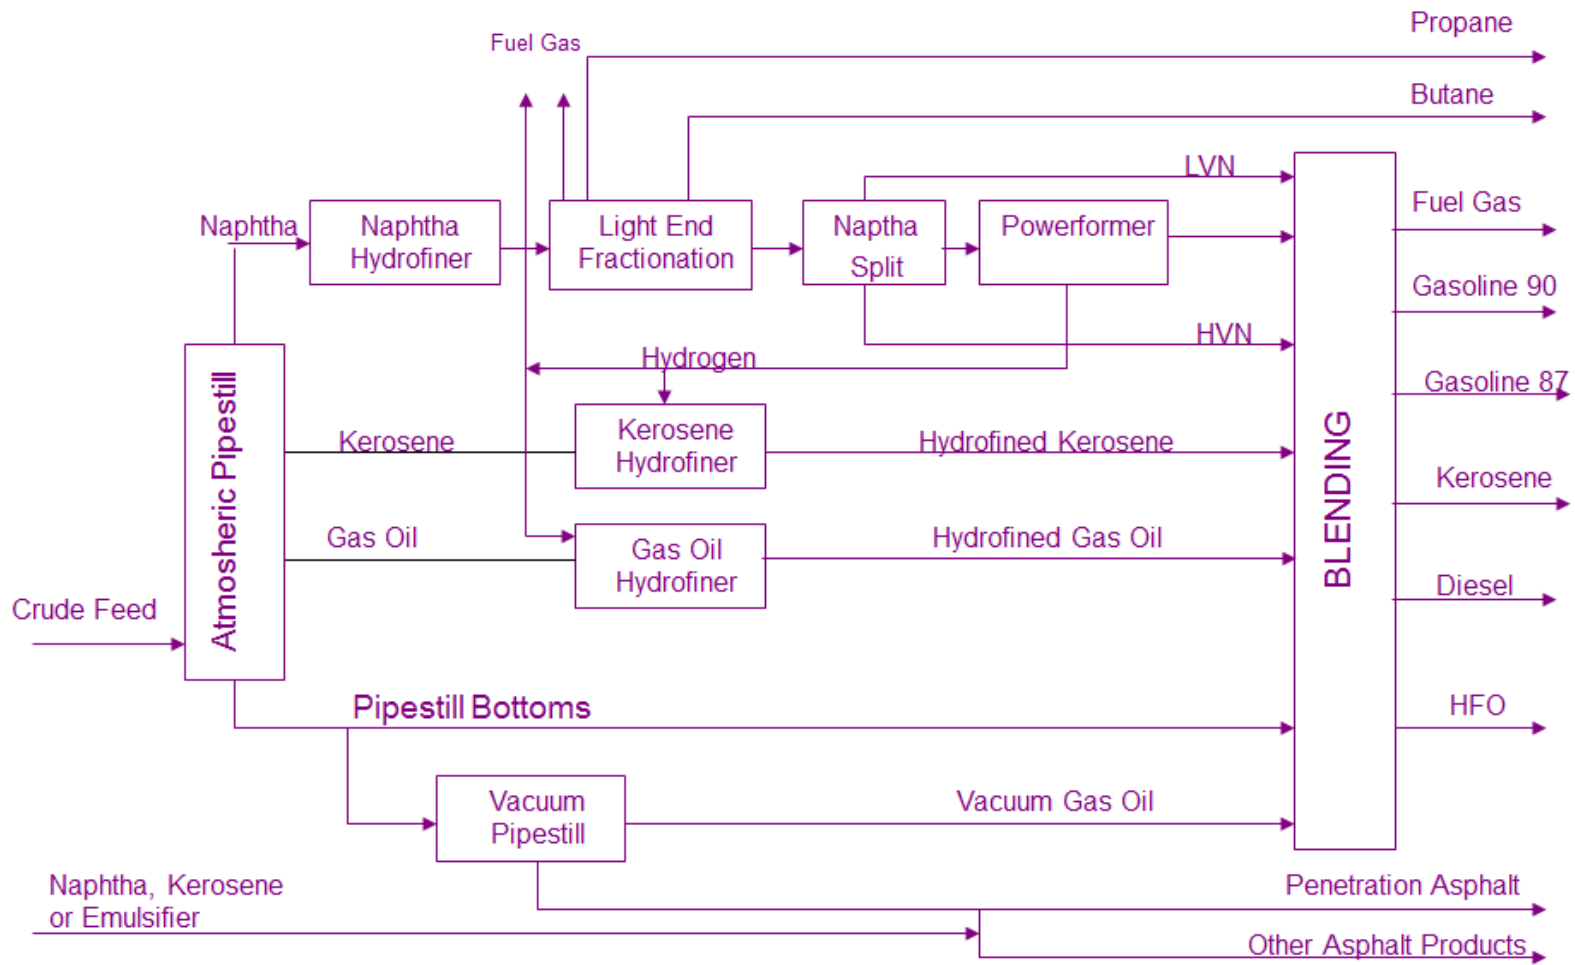 Propane
Fuel Gas
Butane
LVN
Naphtha
Naphtha
Hydrofiner
Light End
Fractionation
Naptha
Split
Powerformer
Fuel Gas
Gasoline 90
HVN
Hydrogen
Gasoline 87
Atmosheric Pipestill
Kerosene
Kerosene
Hydrofiner
Hydrofined Kerosene
BLENDING
Kerosene
Gas Oil
Gas Oil
Hydrofiner
Hydrofined Gas Oil
Diesel
Crude Feed
Pipestill Bottoms
HFO
Vacuum
Pipestill
Vacuum Gas Oil
Naphtha, Kerosene
or Emulsifier
Penetration Asphalt
Other Asphalt Products